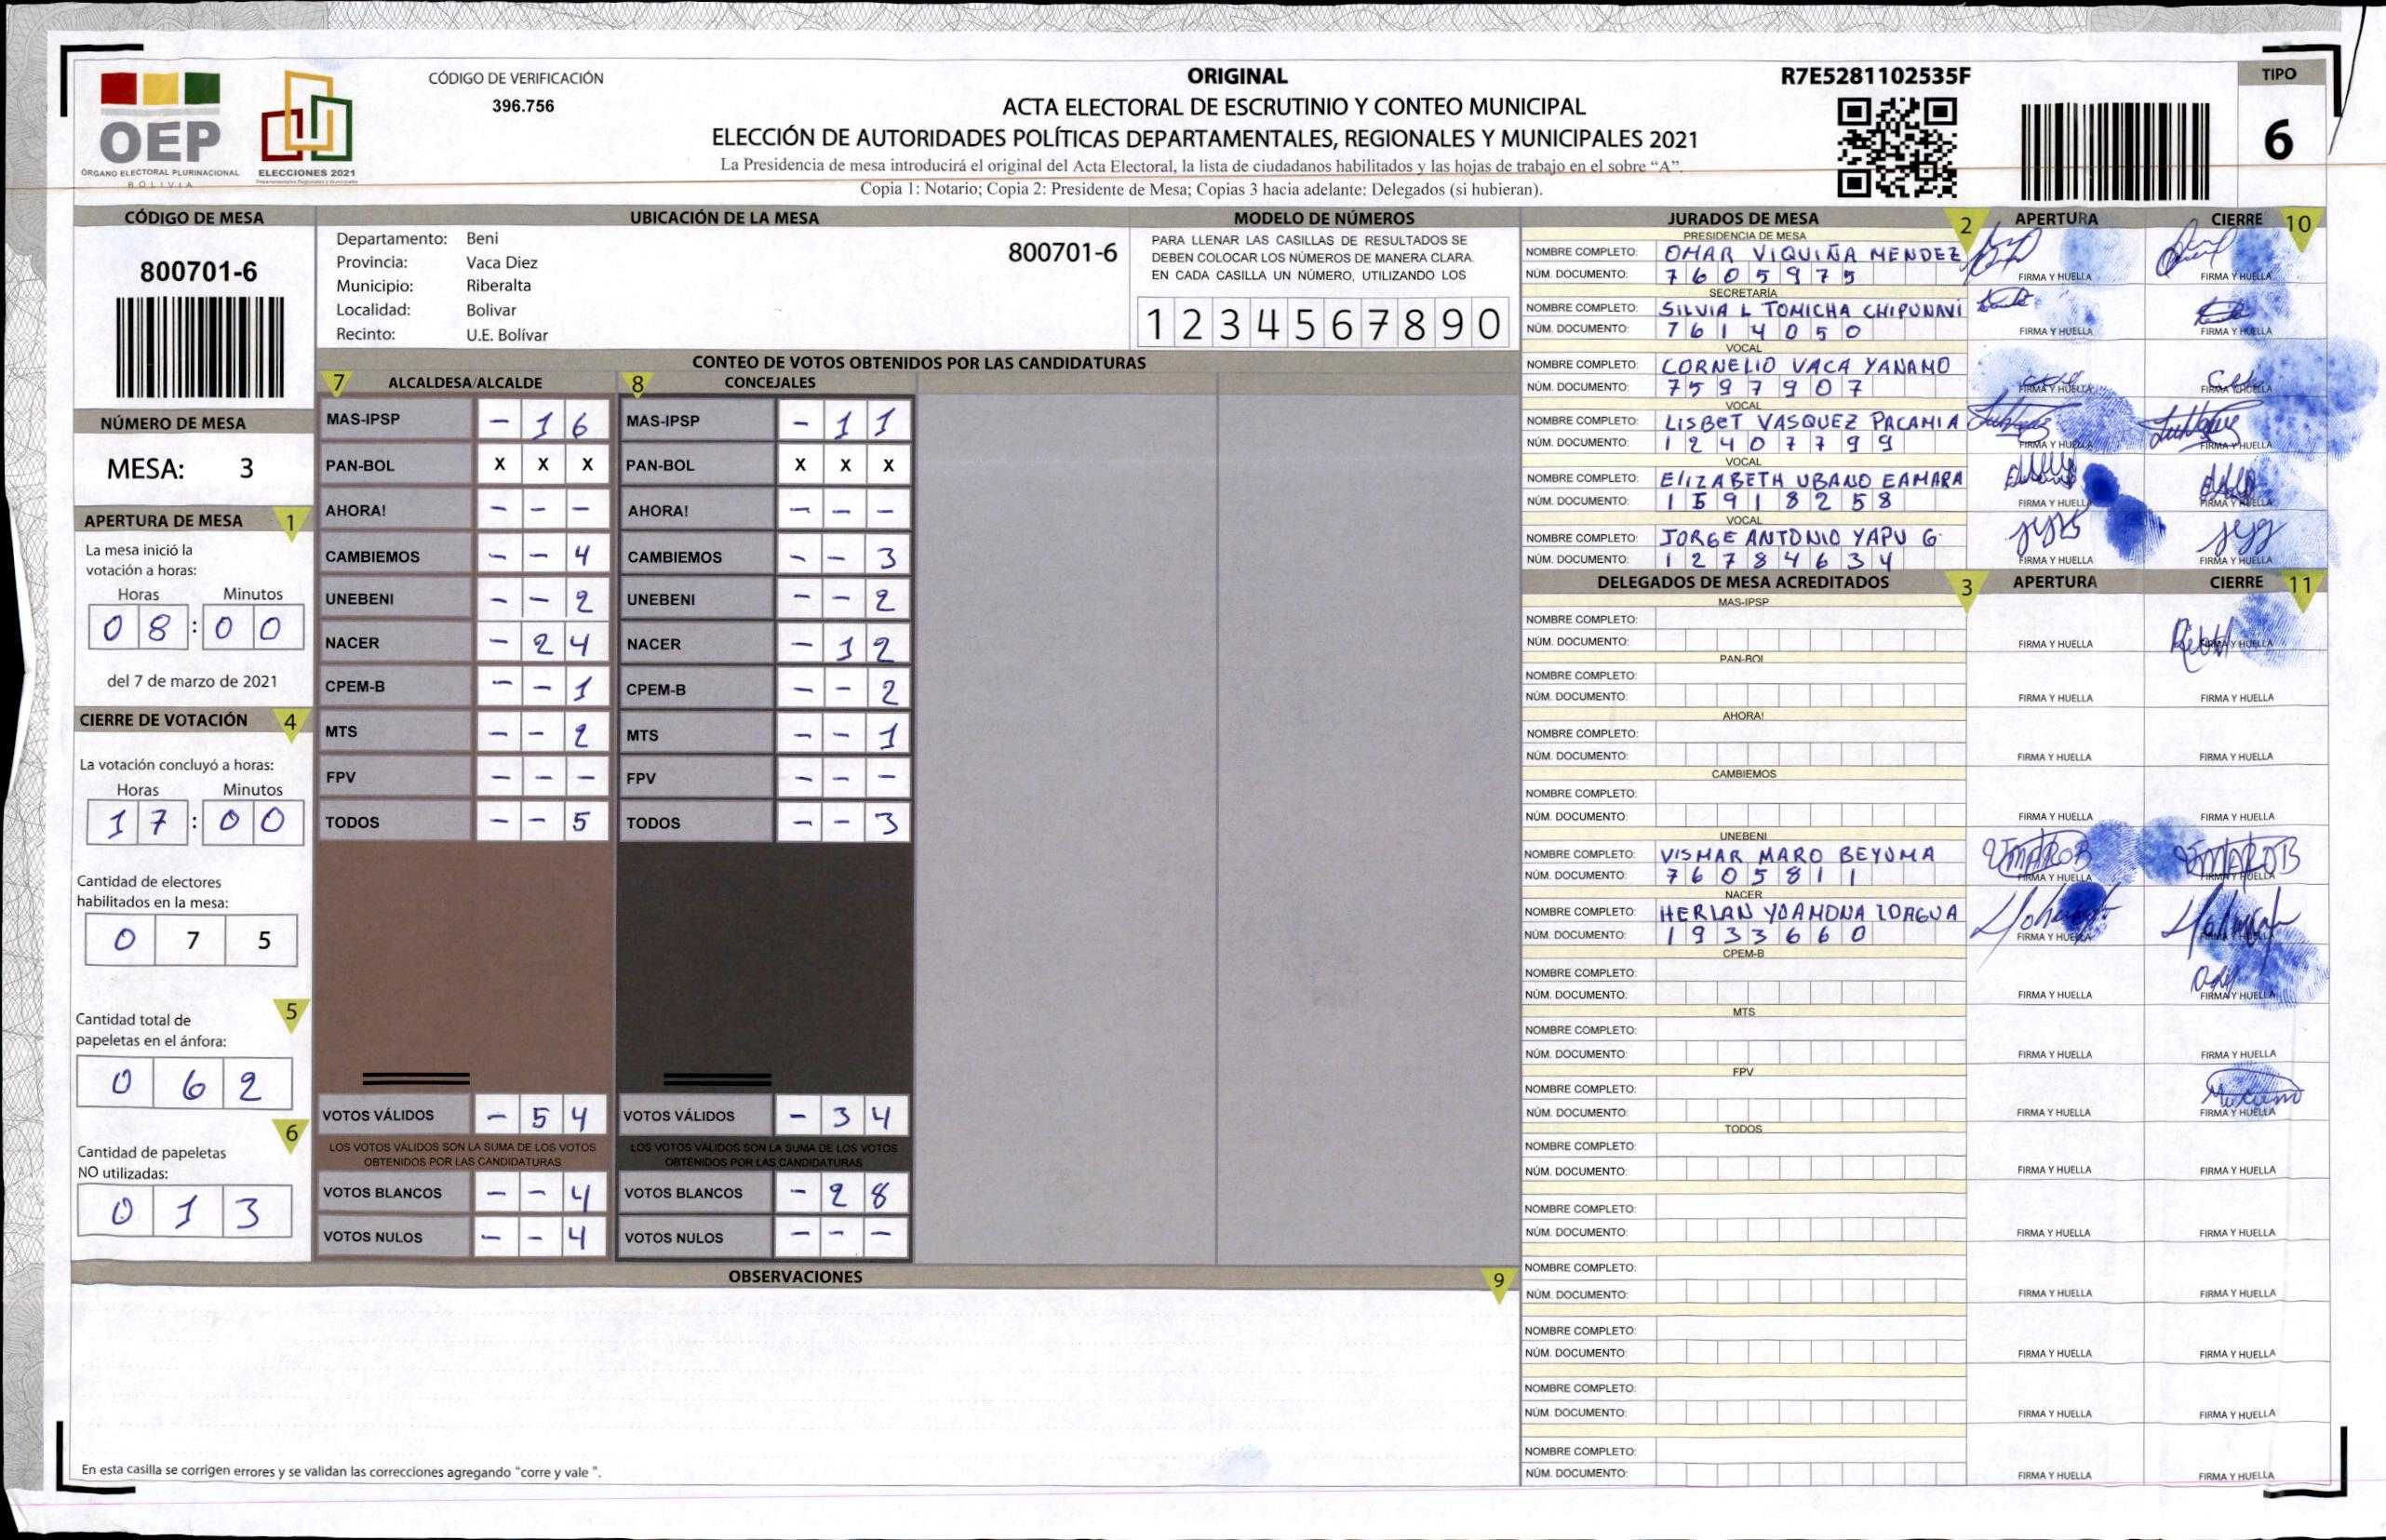 OEP
ÓRGANO ELECTORAL PLURINACIONAL
BOLIVIA
ELECCIONES 2021
CÓDIGO DE VERIFICACIÓN
396.756
ORIGINAL
ACTA ELECTORAL DE ESCRUTINIO Y CONTEO MUNICIPAL
ELECCIÓN DE AUTORIDADES POLÍTICAS DEPARTAMENTALES, REGIONALES Y MUNICIPALES 2021
La Presidencia de mesa introducirá el original del Acta Electoral, la lista de ciudadanos habilitados y las hojas de trabajo en el sobre “A”.
Copia 1: Notario; Copia 2: Presidente de Mesa; Copias 3 hacia adelante: Delegados (si hubieran).
R7E5281102535F
TIPO
6
CÓDIGO DE MESA
800701-6
NÚMERO DE MESA
MESA: 3
APERTURA DE MESA 1
La mesa inició la
votación a horas:
Horas Minutos
0 8 : 0 0
del 7 de marzo de 2021
CIERRE DE VOTACIÓN 4
La votación concluyó a horas:
Horas Minutos
1 7 : 0 0
Cantidad de electores
habilitados en la mesa:
0 7 5
5
Cantidad total de
papeletas en el ánfora:
0 6 2
6
Cantidad de papeletas
NO utilizadas:
0 1 3
UBICACIÓN DE LA MESA
Departamento: Beni
Provincia: Vaca Diez
Municipio: Riberalta
Localidad: Bolivar
Recinto: U.E. Bolívar
800701-6
MODELO DE NÚMEROS
PARA LLENAR LAS CASILLAS DE RESULTADOS SE
DEBEN COLOCAR LOS NÚMEROS DE MANERA CLARA
EN CADA CASILLA UN NÚMERO, UTILIZANDO LOS
1 2 3 4 5 6 7 8 9 0
CONTEO DE VOTOS OBTENIDOS POR LAS CANDIDATURAS
7 ALCALDESA/ALCALDE 8 CONCEJALES
MAS-IPSP - 1 6 MAS-IPSP - 1 1
PAN-BOL X X X PAN-BOL X X X
AHORA! - - - AHORA! - - -
CAMBIEMOS - - 4 CAMBIEMOS - - 3
UNEBENI - - 2 UNEBENI - - 2
NACER - 2 4 NACER - 1 2
CPEM-B - - 1 CPEM-B - - 2
MTS - - 2 MTS - - 1
FPV - - - FPV - - -
TODOS - - 5 TODOS - - 3
VOTOS VÁLIDOS - 5 4 VOTOS VÁLIDOS - 3 4
LOS VOTOS VÁLIDOS SON LA SUMA DE LOS VOTOS LOS VOTOS VÁLIDOS SON LA SUMA DE LOS VOTOS
OBTENIDOS POR LAS CANDIDATURAS OBTENIDOS POR LAS CANDIDATURAS
VOTOS BLANCOS - - 4 VOTOS BLANCOS - 2 8
VOTOS NULOS - - 4 VOTOS NULOS - - -
OBSERVACIONES 9
En esta casilla se corrigen errores y se validan las correcciones agregando "corre y vale ".
JURADOS DE MESA 2 APERTURA CIERRE 10
PRESIDENCIA DE MESA
NOMBRE COMPLETO: OMAR VIQUIÑA MENDEZ
NÚM. DOCUMENTO: 7605975 FIRMA Y HUELLA FIRMA Y HUELLA
SECRETARÍA
NOMBRE COMPLETO: SILVIA L TOMICHA CHIPUNAVI
NÚM. DOCUMENTO: 7614050 FIRMA Y HUELLA FIRMA Y HUELLA
VOCAL
NOMBRE COMPLETO: CORNELIO VACA YANAMO
NÚM. DOCUMENTO: 7597907 FIRMA Y HUELLA FIRMA Y HUELLA
VOCAL
NOMBRE COMPLETO: LISBET VASQUEZ PACAMIA
NÚM. DOCUMENTO: 12407799 FIRMA Y HUELLA FIRMA Y HUELLA
VOCAL
NOMBRE COMPLETO: ELIZABETH UBANO EAMARA
NÚM. DOCUMENTO: 15918258 FIRMA Y HUELLA FIRMA Y HUELLA
VOCAL
NOMBRE COMPLETO: JORGE ANTONIO YAPU G.
NÚM. DOCUMENTO: 12784634 FIRMA Y HUELLA FIRMA Y HUELLA
DELEGADOS DE MESA ACREDITADOS 3 APERTURA CIERRE 11
MAS-IPSP
NOMBRE COMPLETO:
NÚM. DOCUMENTO: FIRMA Y HUELLA FIRMA Y HUELLA
PAN-BOL
NOMBRE COMPLETO:
NÚM. DOCUMENTO: FIRMA Y HUELLA FIRMA Y HUELLA
AHORA!
NOMBRE COMPLETO:
NÚM. DOCUMENTO: FIRMA Y HUELLA FIRMA Y HUELLA
CAMBIEMOS
NOMBRE COMPLETO:
NÚM. DOCUMENTO: FIRMA Y HUELLA FIRMA Y HUELLA
UNEBENI
NOMBRE COMPLETO: VISMAR MARO BEYUMA
NÚM. DOCUMENTO: 7605811 FIRMA Y HUELLA FIRMA Y HUELLA
NACER
NOMBRE COMPLETO: HERLAN YOAMONA
NÚM. DOCUMENTO: 1933660 FIRMA Y HUELLA
CPEM-B
NOMBRE COMPLETO:
NÚM. DOCUMENTO: FIRMA Y HUELLA FIRMA Y HUELLA
MTS
NOMBRE COMPLETO:
NÚM. DOCUMENTO: FIRMA Y HUELLA FIRMA Y HUELLA
FPV
NOMBRE COMPLETO:
NÚM. DOCUMENTO: FIRMA Y HUELLA FIRMA Y HUELLA
TODOS
NOMBRE COMPLETO:
NÚM. DOCUMENTO: FIRMA Y HUELLA FIRMA Y HUELLA
NOMBRE COMPLETO:
NÚM. DOCUMENTO: FIRMA Y HUELLA FIRMA Y HUELLA
NOMBRE COMPLETO:
NÚM. DOCUMENTO: FIRMA Y HUELLA FIRMA Y HUELLA
NOMBRE COMPLETO:
NÚM. DOCUMENTO: FIRMA Y HUELLA FIRMA Y HUELLA
NOMBRE COMPLETO:
NÚM. DOCUMENTO: FIRMA Y HUELLA FIRMA Y HUELLA
NOMBRE COMPLETO:
NÚM. DOCUMENTO: FIRMA Y HUELLA FIRMA Y HUELLA